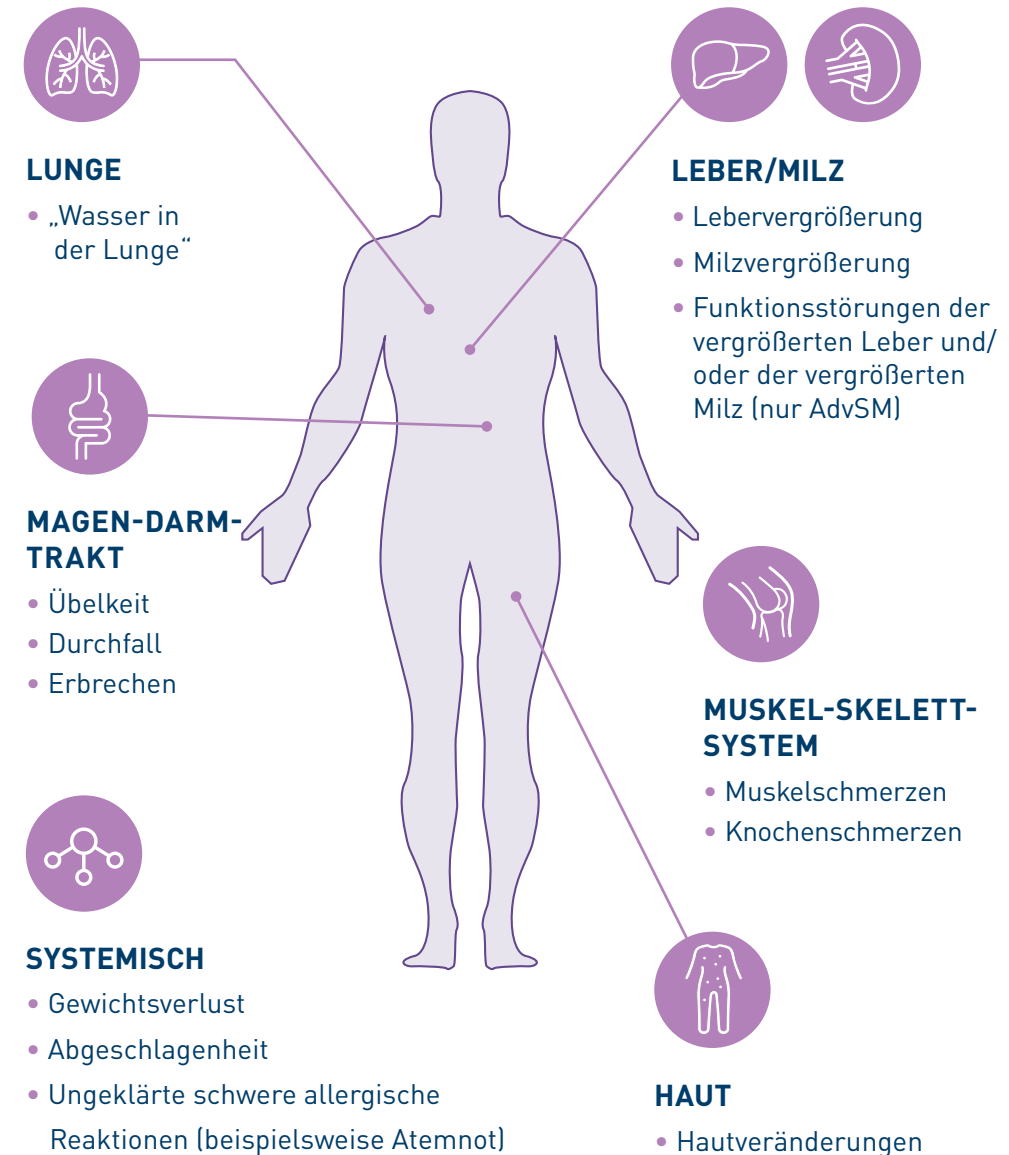 LUNGE
• „Wasser in
der Lunge“
LEBER/MILZ
• Lebervergrößerung
• Milzvergrößerung
• Funktionsstörungen der
vergrößerten Leber und/
oder der vergrößerten
Milz (nur AdvSM)
MAGEN-DARM-
TRAKT
• Übelkeit
• Durchfall
• Erbrechen
MUSKEL-SKELETT-
SYSTEM
• Muskelschmerzen
• Knochenschmerzen
SYSTEMISCH
• Gewichtsverlust
• Abgeschlagenheit
• Ungeklärte schwere allergische
Reaktionen (beispielsweise Atemnot)
HAUT
• Hautveränderungen